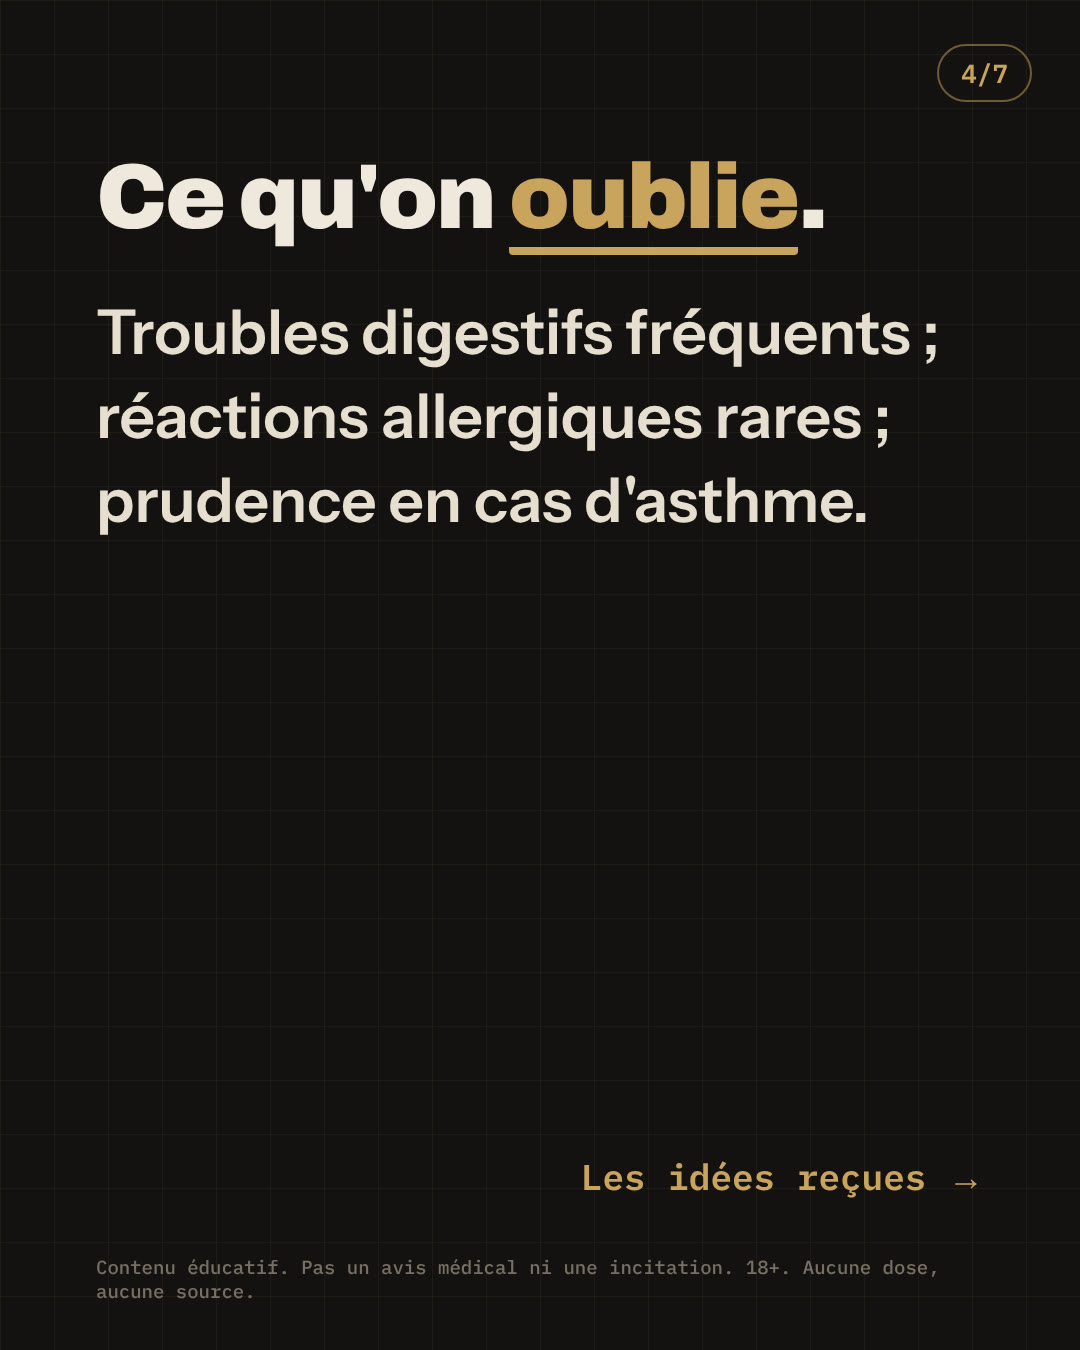 4/7
Ce qu'on oublie.
Troubles digestifs fréquents ;
réactions allergiques rares ;
prudence en cas d'asthme.
Les idées reçues →
Contenu éducatif. Pas un avis médical ni une incitation. 18+. Aucune dose,
aucune source.